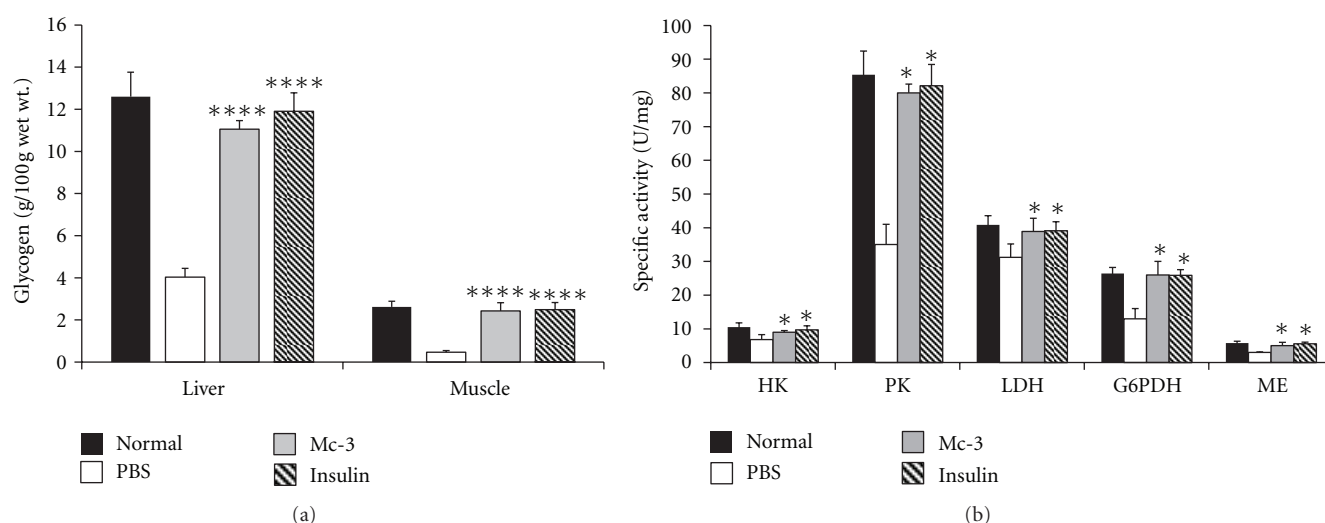 16
14
12
10
8
6
4
2
0
Glycogen (g/100g wet wt.)
****
****
****
****
Liver
Muscle
Normal
PBS
Mc-3
Insulin
(a)
100
90
80
70
60
50
40
30
20
10
0
Specific activity (U/mg)
* *
* *
* *
* *
* *
HK PK LDH G6PDH ME
Normal
PBS
Mc-3
Insulin
(b)